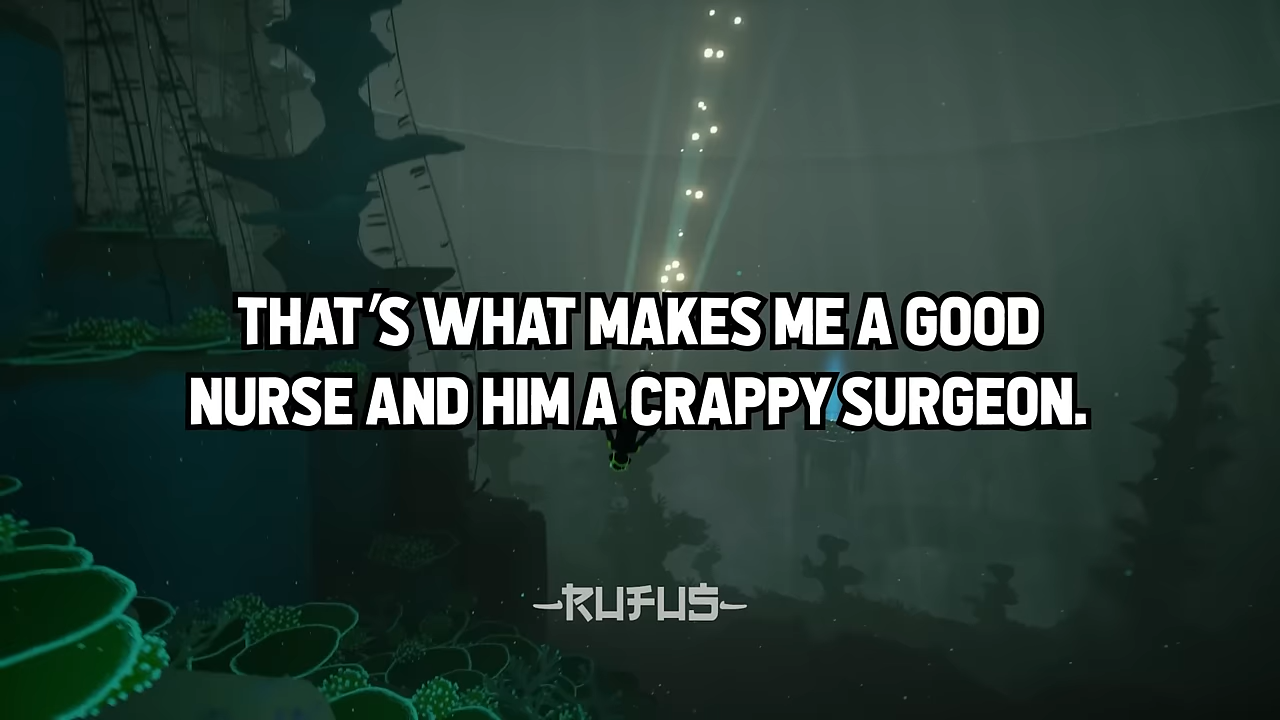 THAT'S WHAT MAKES ME A GOOD
NURSE AND HIM A CRAPPY SURGEON.
-RUFUS-